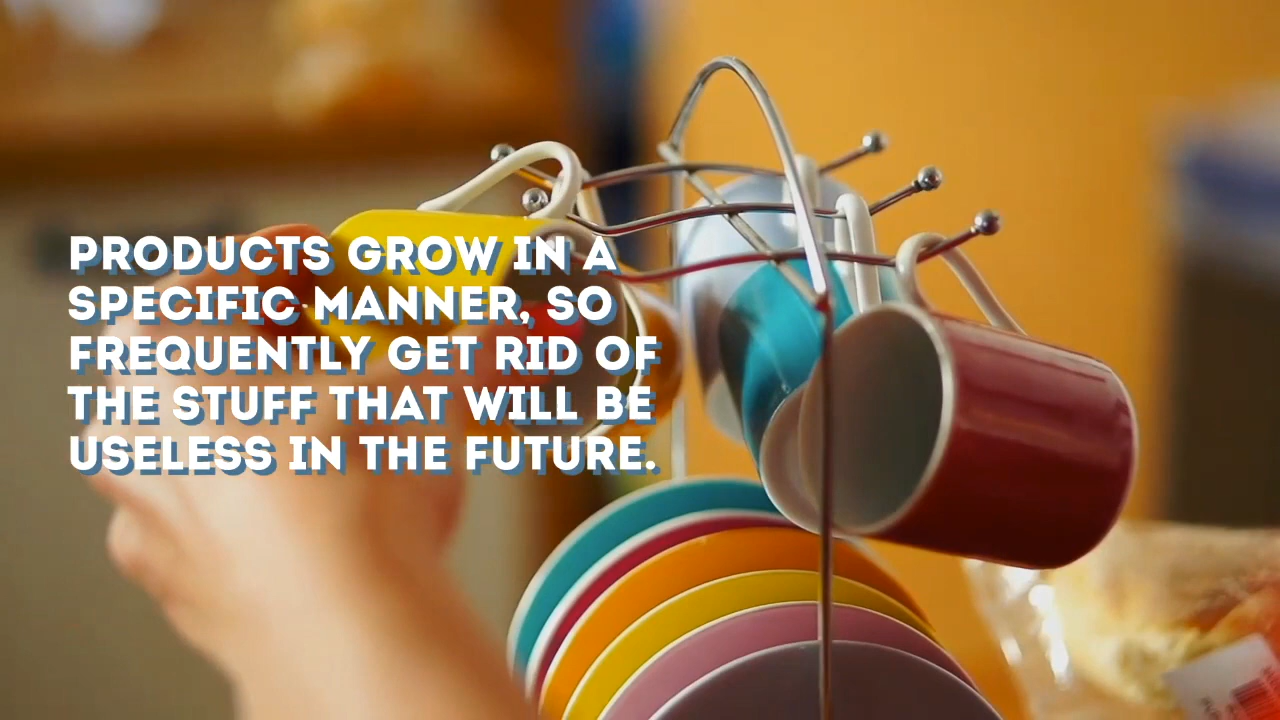 PRODUCTS GROW IN A
SPECIFIC MANNER, SO
FREQUENTLY GET RID OF
THE STUFF THAT WILL BE
USELESS IN THE FUTURE.